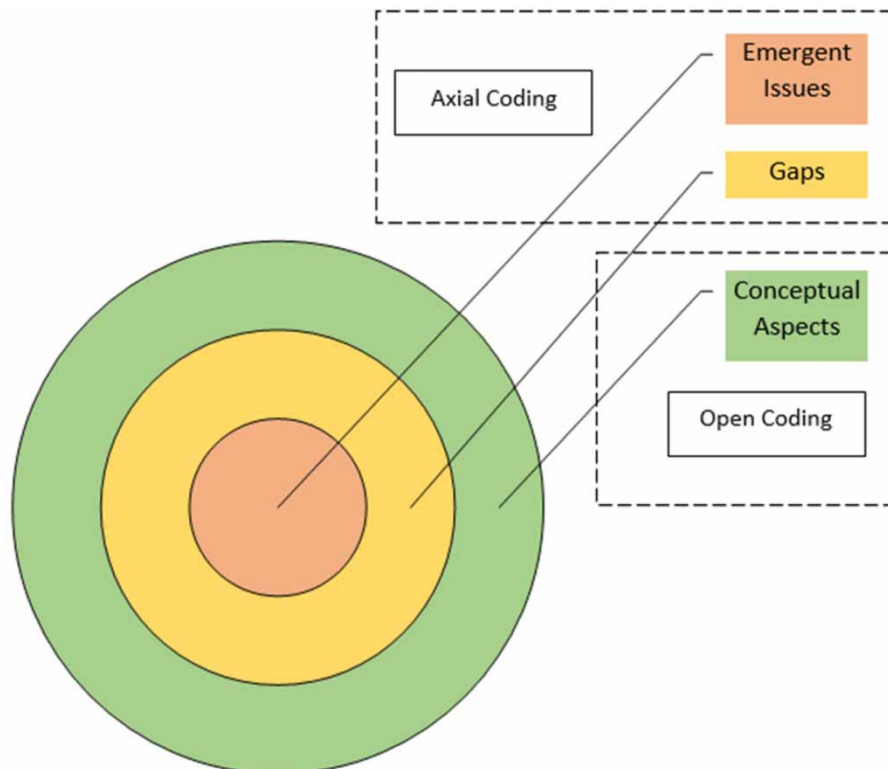 Emergent
Issues
Axial Coding
Gaps
Conceptual
Aspects
Open Coding